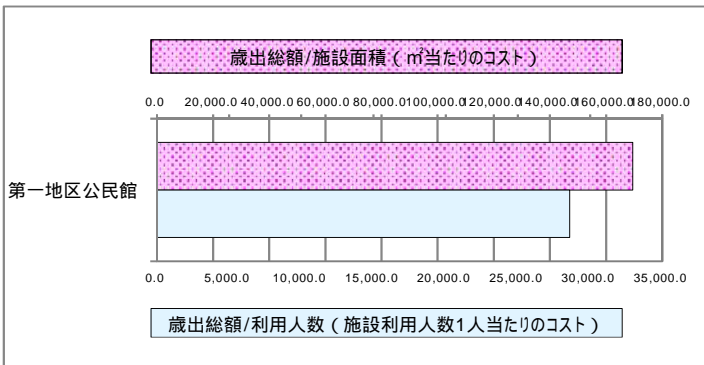 歳出総額/施設面積(㎡当たりのコスト)
0.0 20,000.0 40,000.0 60,000.0 80,000.0 100,000.0 120,000.0 140,000.0 160,000.0 180,000.0
第一地区公民館
0.0 5,000.0 10,000.0 15,000.0 20,000.0 25,000.0 30,000.0 35,000.0
歳出総額/利用人数(施設利用人数1人当たりのコスト)